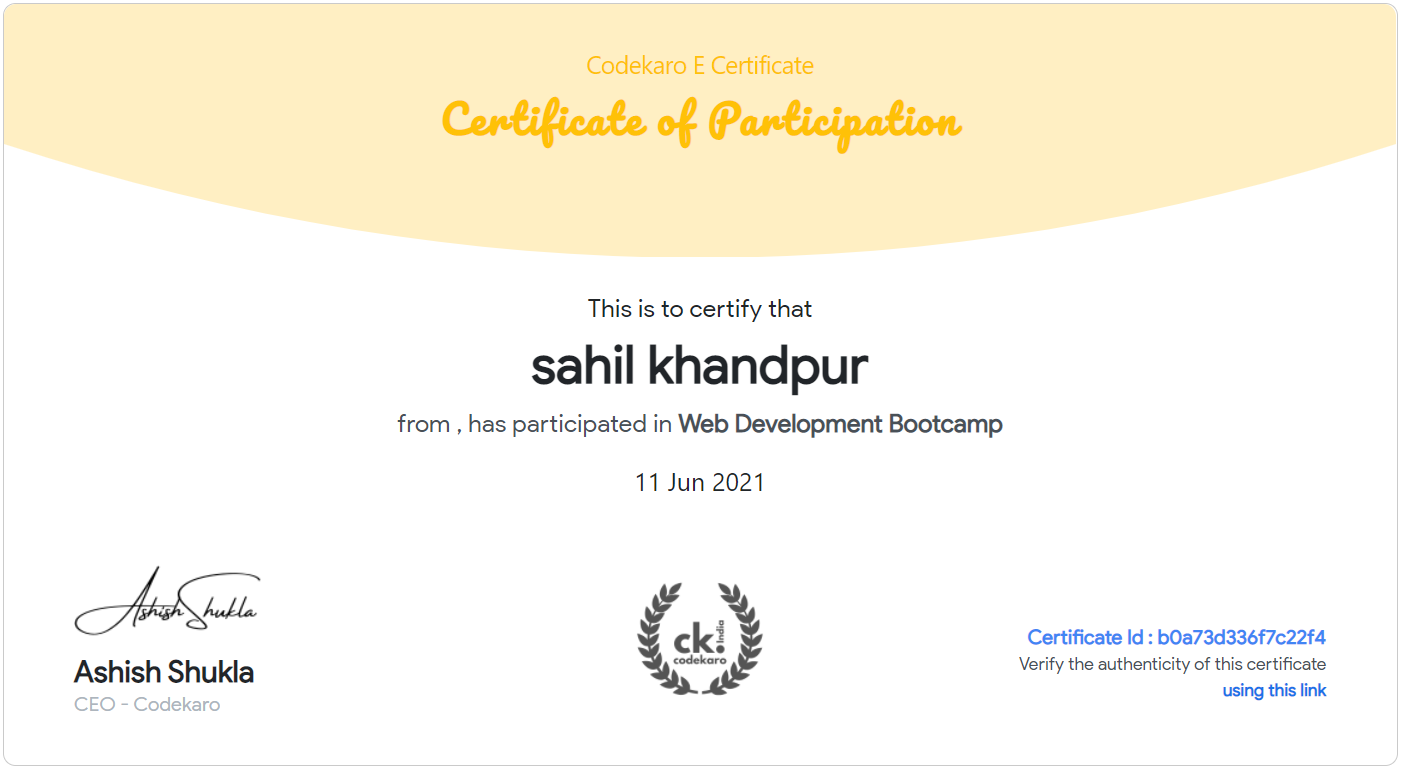 Codekaro E Certificate
Certificate of Participation
This is to certify that
sahil khandpur
from , has participated in Web Development Bootcamp
11 Jun 2021
Ashish Shukla
Ashish Shukla
CEO - Codekaro
ck. India
codekaro
Certificate Id : b0a73d336f7c22f4
Verify the authenticity of this certificate
using this link